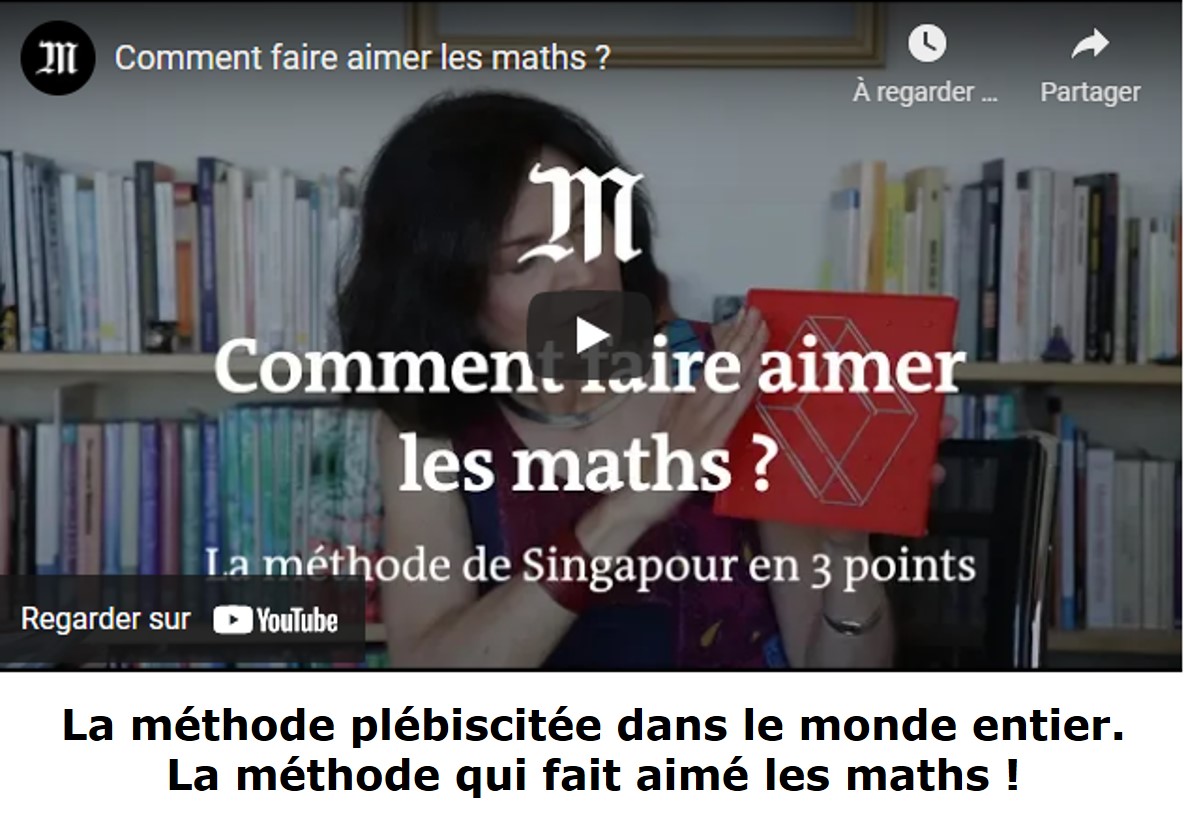 M Comment faire aimer les maths ?
À regarder ... Partager
M
Comment faire aimer
les maths ?
La méthode de Singapour en 3 points
Regarder sur YouTube
La méthode plébiscitée dans le monde entier.
La méthode qui fait aimé les maths !